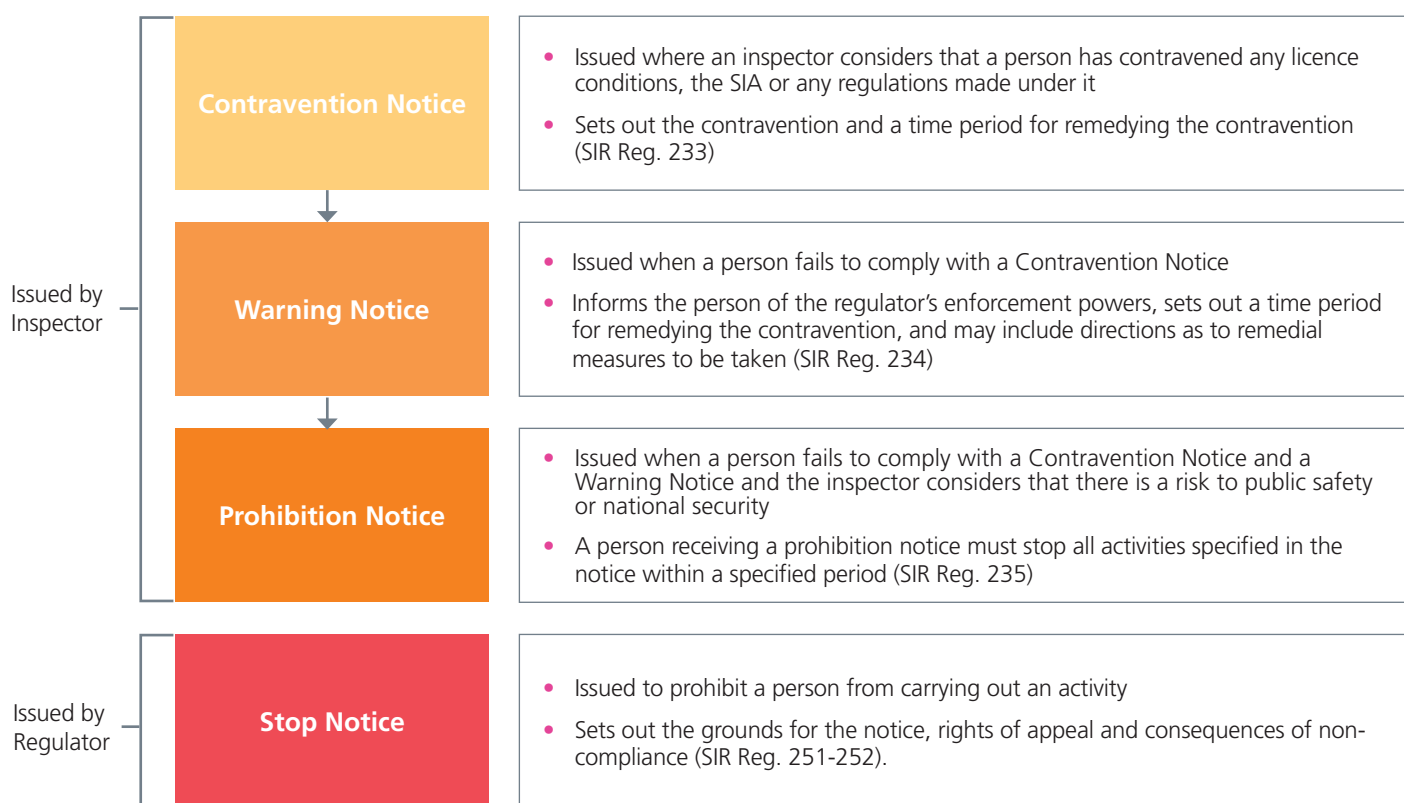 Contravention Notice
• Issued where an inspector considers that a person has contravened any licence
conditions, the SIA or any regulations made under it
• Sets out the contravention and a time period for remedying the contravention
(SIR Reg. 233)
Issued by
Inspector
Warning Notice
• Issued when a person fails to comply with a Contravention Notice
• Informs the person of the regulator’s enforcement powers, sets out a time period
for remedying the contravention, and may include directions as to remedial
measures to be taken (SIR Reg. 234)
Prohibition Notice
• Issued when a person fails to comply with a Contravention Notice and a
Warning Notice and the inspector considers that there is a risk to public safety
or national security
• A person receiving a prohibition notice must stop all activities specified in the
notice within a specified period (SIR Reg. 235)
Issued by
Regulator
Stop Notice
• Issued to prohibit a person from carrying out an activity
• Sets out the grounds for the notice, rights of appeal and consequences of non-
compliance (SIR Reg. 251-252).